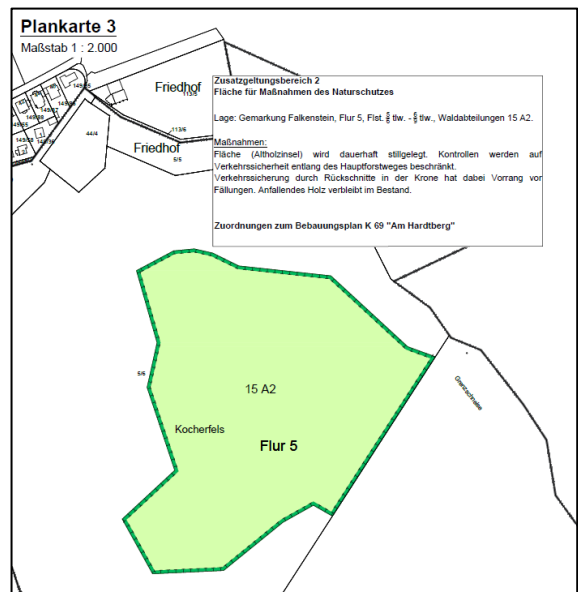 Plankarte 3
Maßstab 1 : 2.000
Friedhof
113/5
113/6
Friedhof
5/5
44/4
Zusatzgeltungsbereich 2
Fläche für Maßnahmen des Naturschutzes
Lage: Gemarkung Falkenstein, Flur 5, Flst. tlw. - tlw., Waldabteilungen 15 A2.
Maßnahmen:
Fläche (Altholzinsel) wird dauerhaft stillgelegt. Kontrollen werden auf
Verkehrssicherheit entlang des Hauptforstweges beschränkt.
Verkehrssicherung durch Rückschnitte in der Krone hat dabei Vorrang vor
Fällungen. Anfallendes Holz verbleibt im Bestand.
Zuordnungen zum Bebauungsplan K 69 "Am Hardtberg"
5/6
15 A2
Kocherfels
Flur 5
Grenzschneise